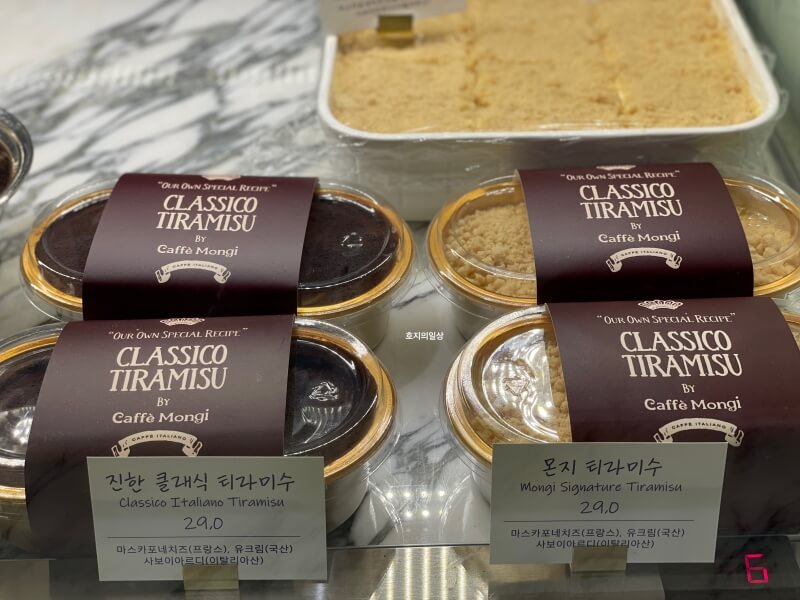 "OUR OWN SPECIAL RECIPE"
CLASSICO
TIRAMISU
BY
Caffè Mongi
CAFFÈ ITALIANO
"OUR OWN SPECIAL RECIPE"
CLASSICO
TIRAMISU
BY
Caffè Mongi
CAFFÈ ITALIANO
호지의일상
"OUR OWN SPECIAL RECIPE"
CLASSICO
TIRAMISU
BY
Caffè Mongi
CAFFÈ ITALIANO
"OUR OWN SPECIAL RECIPE"
CLASSICO
TIRAMISU
BY
Caffè Mongi
CAFFÈ ITALIANO
진한 클래식 티라미수
Classico Italiano Tiramisu
29.0
마스카포네치즈(프랑스), 유크림(국산)
사보이아르디(이탈리아산)
몬지 티라미수
Mongi Signature Tiramisu
29.0
마스카포네치즈(프랑스), 유크림(국산)
사보이아르디(이탈리아산)
6